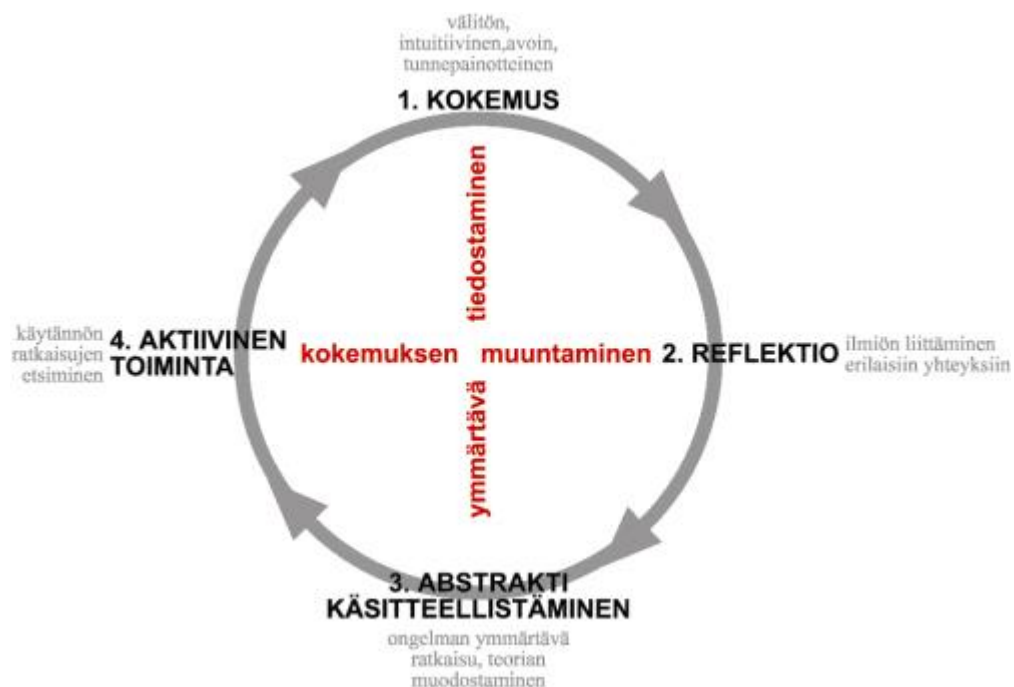 välitön,
intuitiivinen,avoin,
tunnepainotteinen
1. KOKEMUS
ymmärtävä tiedostaminen
käytännön
ratkaisujen
etsiminen
4. AKTIIVINEN
TOIMINTA
kokemuksen muuntaminen
2. REFLEKTIO
ilmiön liittäminen
erilaisiin yhteyksiin
3. ABSTRAKTI
KÄSITTEELLISTÄMINEN
ongelman ymmärtävä
ratkaisu, teorian
muodostaminen